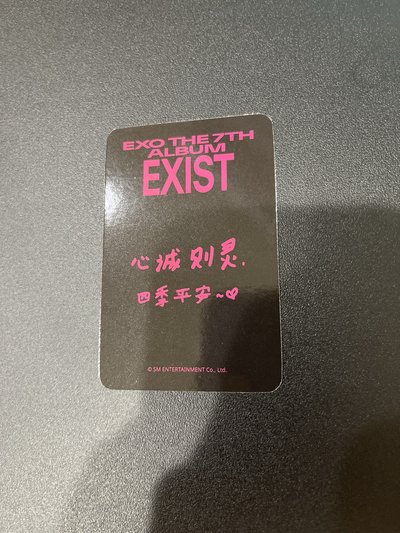 EXO THE 7TH
ALBUM
EXIST
心诚则灵.
四季平安~♡
© SM ENTERTAINMENT Co., Ltd.